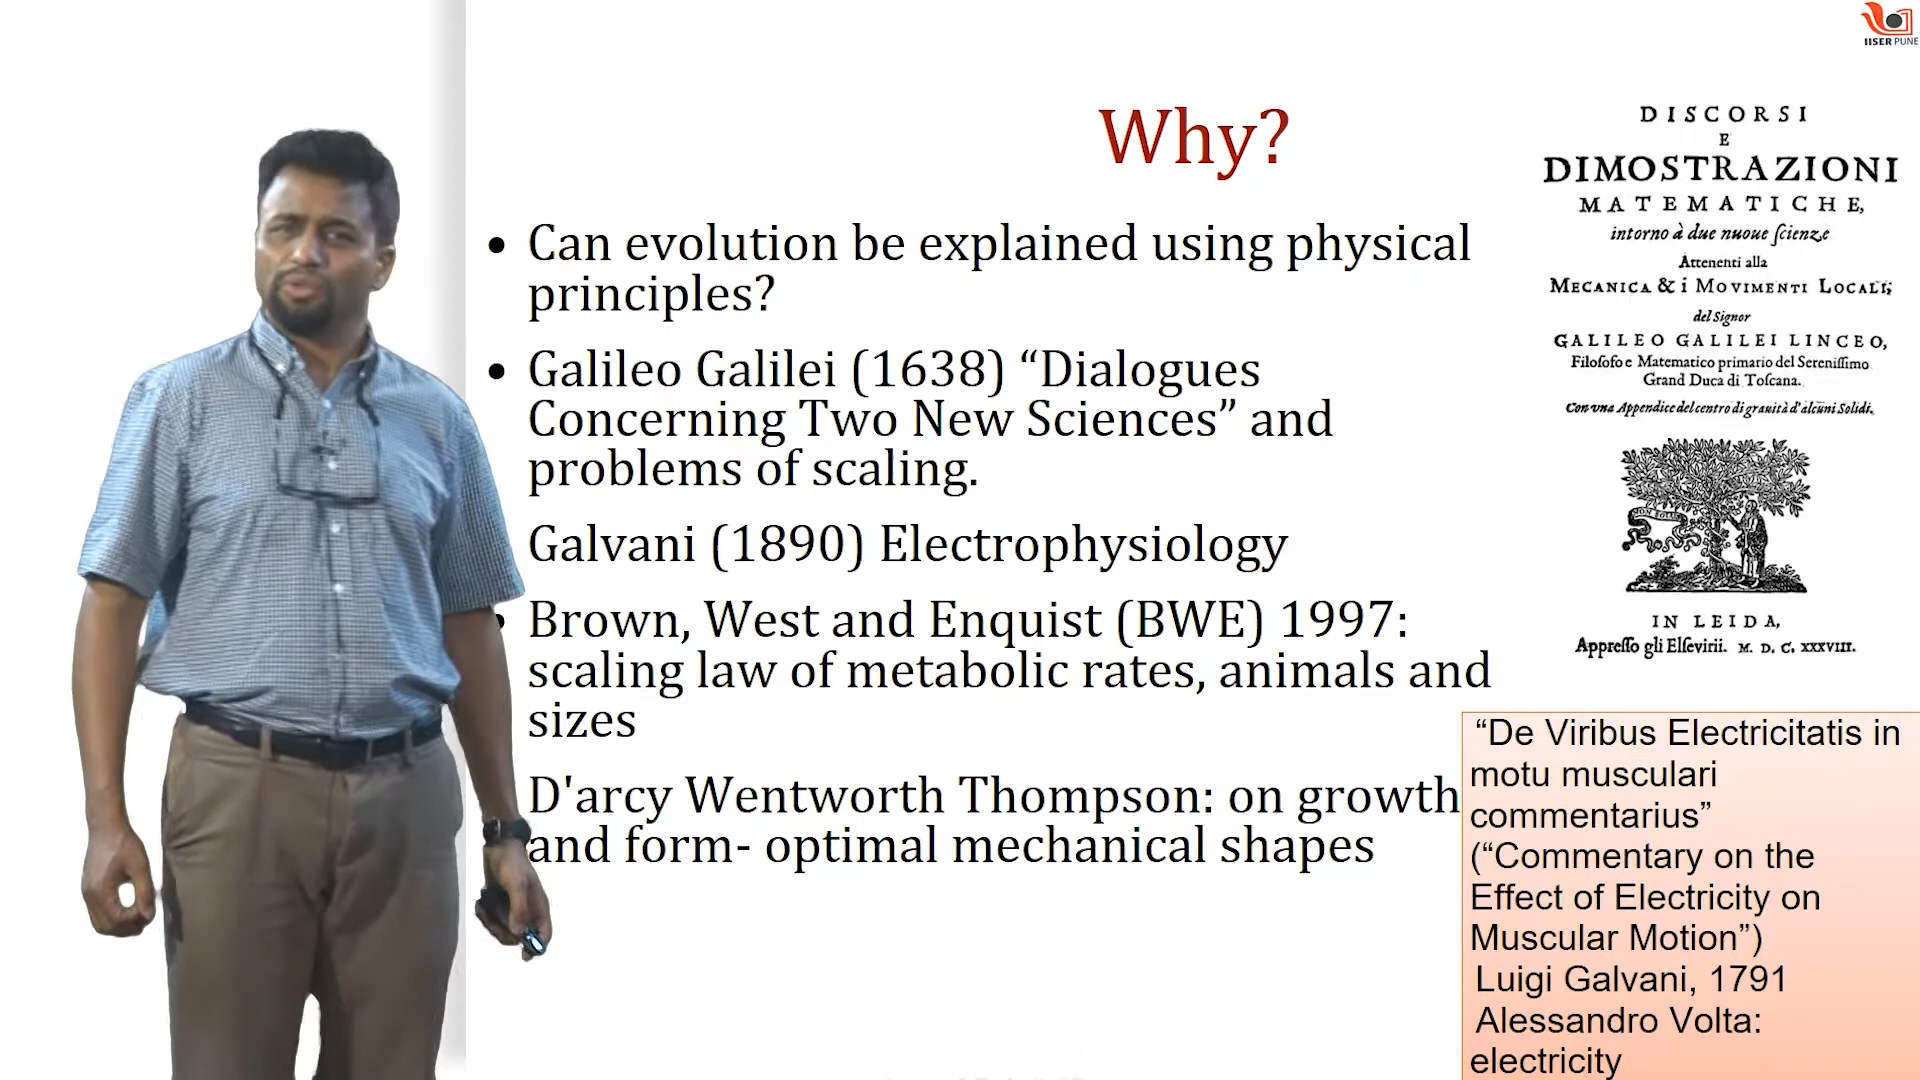 IISER PUNE
Why?
• Can evolution be explained using physical
principles?
• Galileo Galilei (1638) “Dialogues
Concerning Two New Sciences” and
problems of scaling.
Galvani (1890) Electrophysiology
• Brown, West and Enquist (BWE) 1997:
scaling law of metabolic rates, animals and
sizes
D'arcy Wentworth Thompson: on growth
and form- optimal mechanical shapes
DISCORSI
E
DIMOSTRAZIONI
MATEMATICHE,
intorno à due nuoue ſcienze
Attenenti alla
MECANICA & i MOVIMENTI LOCALI;
del Signor
GALILEO GALILEI LINCEO,
Filoſofo e Matematico primario del Sereniſſimo
Grand Duca di Toſcana.
Con vna Appendice del centro di grauità d'alcuni Solidi.
IN LEIDA,
Appreſſo gli Elſevirii. M. D. C. XXXVIII.
“De Viribus Electricitatis in
motu musculari
commentarius”
(“Commentary on the
Effect of Electricity on
Muscular Motion”)
Luigi Galvani, 1791
Alessandro Volta:
electricity